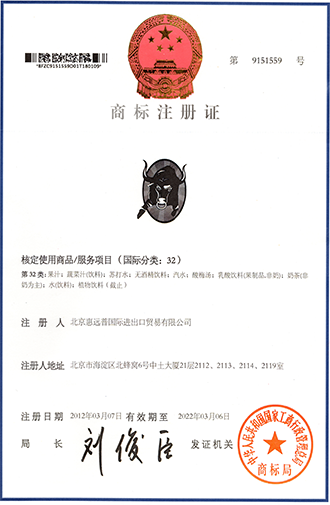 *BFZC9151559D01T180109*
第 9151559 号
商标注册证
核定使用商品/服务项目（国际分类：32）
第32类：果汁；蔬菜汁(饮料)；苏打水；无酒精饮料；汽水；酸梅汤；乳酸饮料(果制品,非奶)；奶茶(非
奶为主)；水(饮料)；植物饮料（截止）
注 册 人 北京惠远普国际进出口贸易有限公司
注册人地址 北京市海淀区北蜂窝6号中土大厦21层2112、2113、2114、2119室
注册日期 2012年03月07日 有效期至 2022年03月06日
局 长 刘俊臣 发证机关
中华人民共和国国家工商行政管理总局
商标局